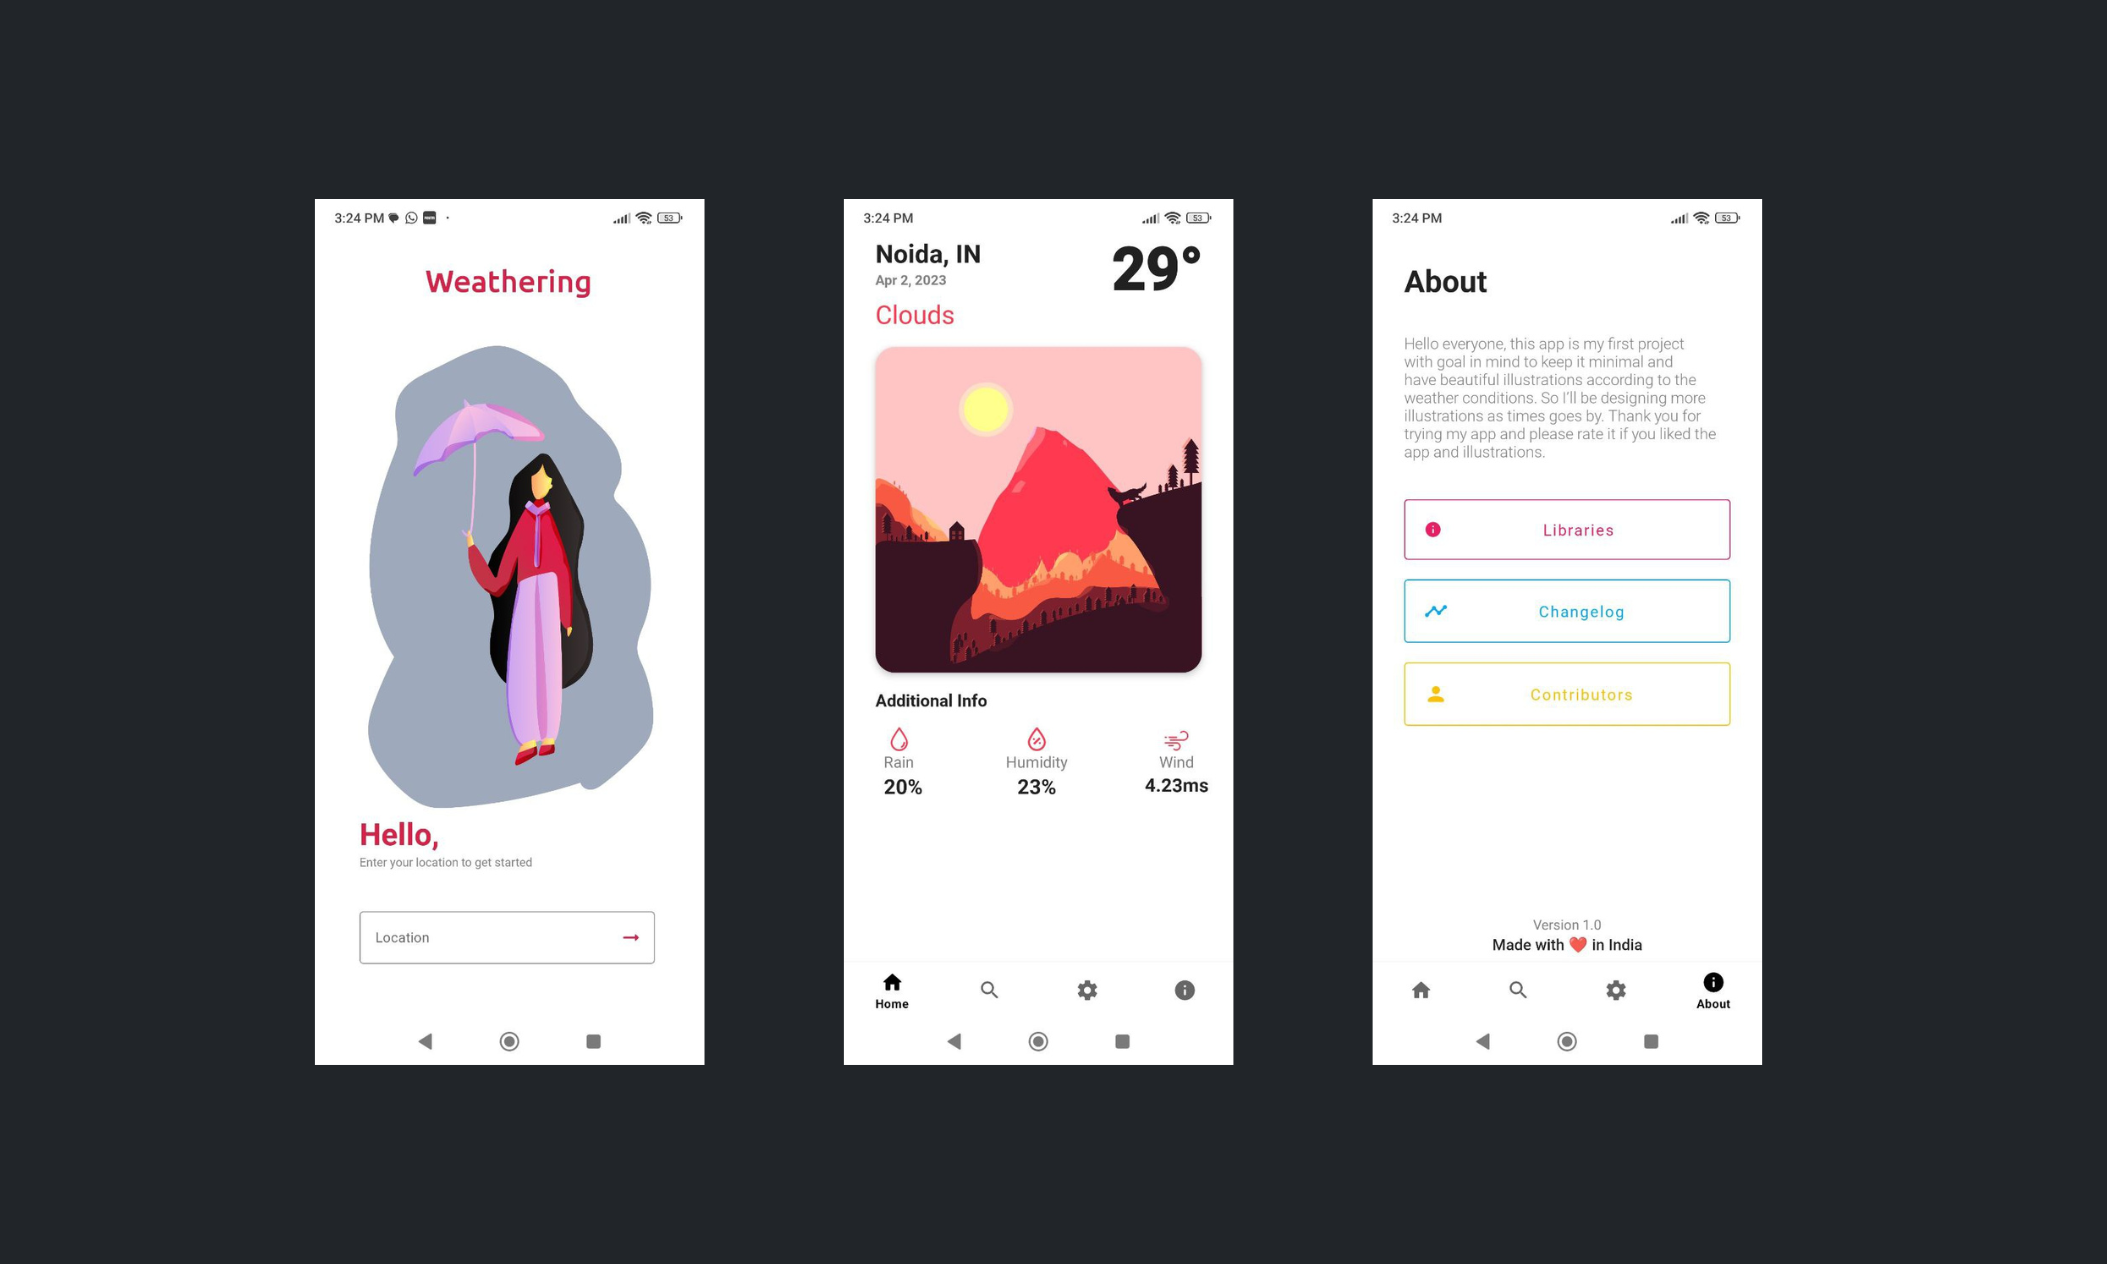 3:24 PM
53
Weathering
Hello,
Enter your location to get started
Location
3:24 PM
53
Noida, IN
29°
Apr 2, 2023
Clouds
Additional Info
Rain
Humidity
Wind
20%
23%
4.23ms
Home
3:24 PM
53
About
Hello everyone, this app is my first project
with goal in mind to keep it minimal and
have beautiful illustrations according to the
weather conditions. So I'll be designing more
illustrations as times goes by. Thank you for
trying my app and please rate it if you liked the
app and illustrations.
Libraries
Changelog
Contributors
Version 1.0
Made with ❤️ in India
About